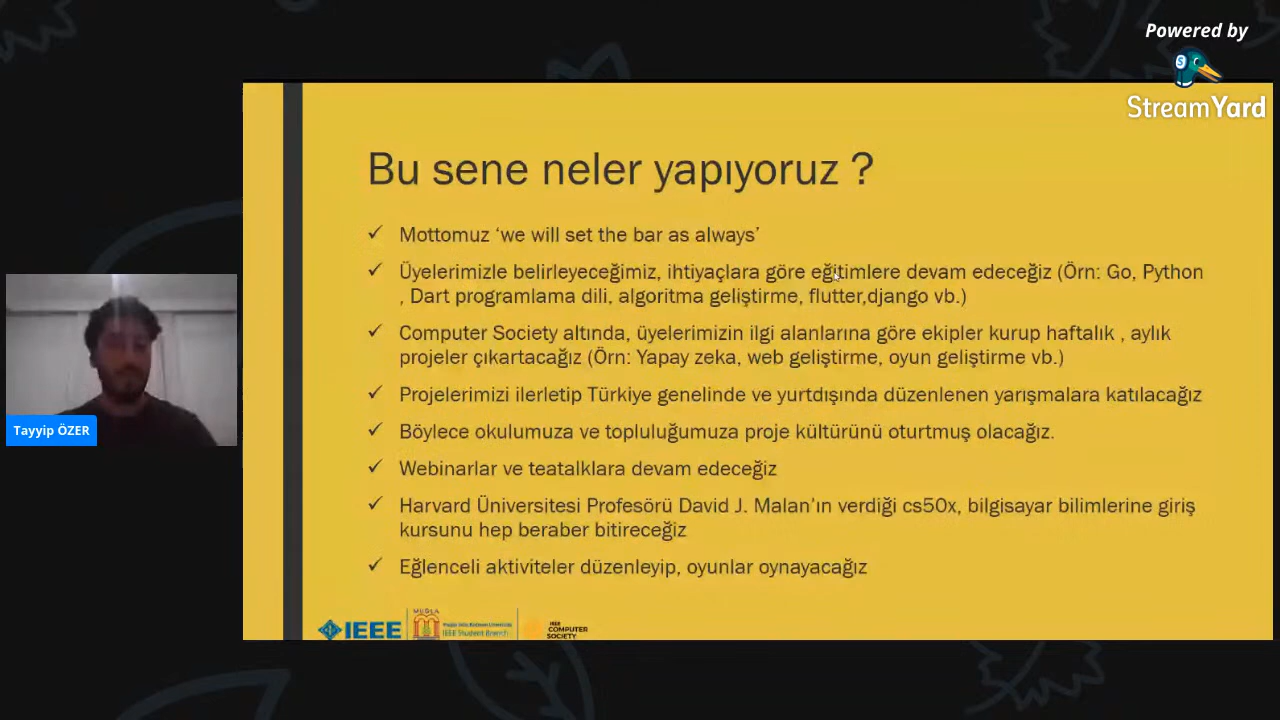 Powered by
StreamYard
Bu sene neler yapıyoruz ?
✓ Mottomuz ‘we will set the bar as always’
✓ Üyelerimizle belirleyeceğimiz, ihtiyaçlara göre eğitimlere devam edeceğiz (Örn: Go, Python
, Dart programlama dili, algoritma geliştirme, flutter,django vb.)
✓ Computer Society altında, üyelerimizin ilgi alanlarına göre ekipler kurup haftalık , aylık
projeler çıkartacağız (Örn: Yapay zeka, web geliştirme, oyun geliştirme vb.)
✓ Projelerimizi ilerletip Türkiye genelinde ve yurtdışında düzenlenen yarışmalara katılacağız
✓ Böylece okulumuza ve topluluğumuza proje kültürünü oturtmuş olacağız.
✓ Webinarlar ve teatalklara devam edeceğiz
✓ Harvard Üniversitesi Profesörü David J. Malan’ın verdiği cs50x, bilgisayar bilimlerine giriş
kursunu hep beraber bitireceğiz
✓ Eğlenceli aktiviteler düzenleyip, oyunlar oynayacağız
Tayyip ÖZER
IEEE
MUĞLA
IEEE Student Branch
IEEE
COMPUTER
SOCIETY